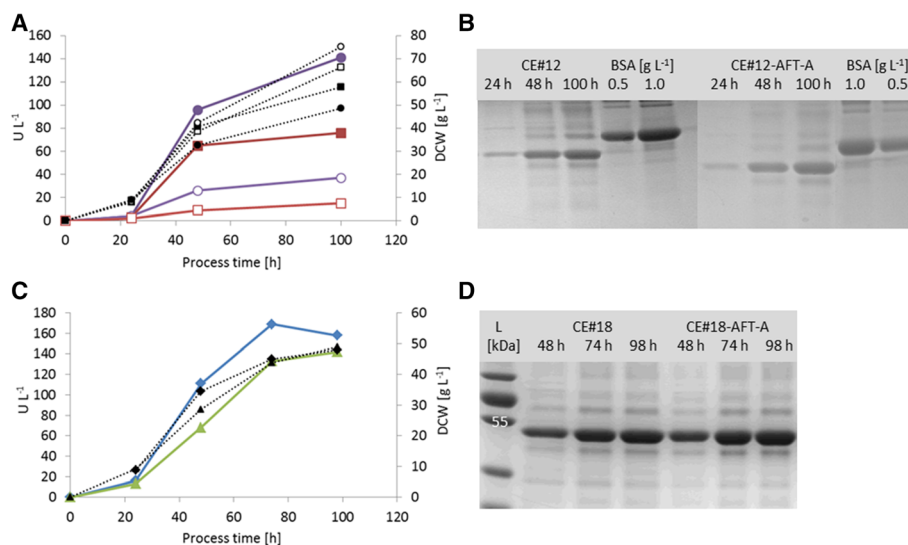 A
160
140
120
100
80
60
40
20
0
U L-1
80
70
60
50
40
30
20
10
0
DCW [g L-1]
0 20 40 60 80 100 120
Process time [h]
B
CE#12 BSA [g L-1] CE#12-AFT-A BSA [g L-1]
24 h 48 h 100 h 0.5 1.0 24 h 48 h 100 h 1.0 0.5
C
180
160
140
120
100
80
60
40
20
0
U L-1
60
50
40
30
20
10
0
DCW [g L-1]
0 20 40 60 80 100 120
Process time [h]
D
L CE#18 CE#18-AFT-A
[kDa] 48 h 74 h 98 h 48 h 74 h 98 h
55